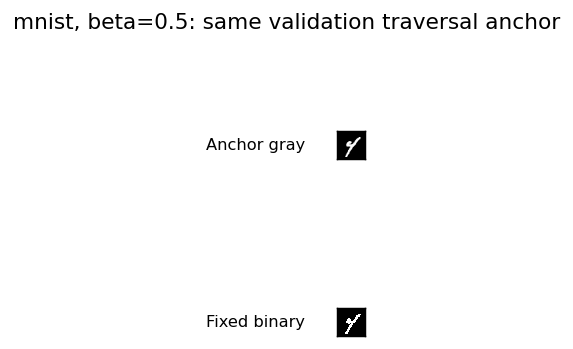 mnist, beta=0.5: same validation traversal anchor
Anchor gray
Fixed binary